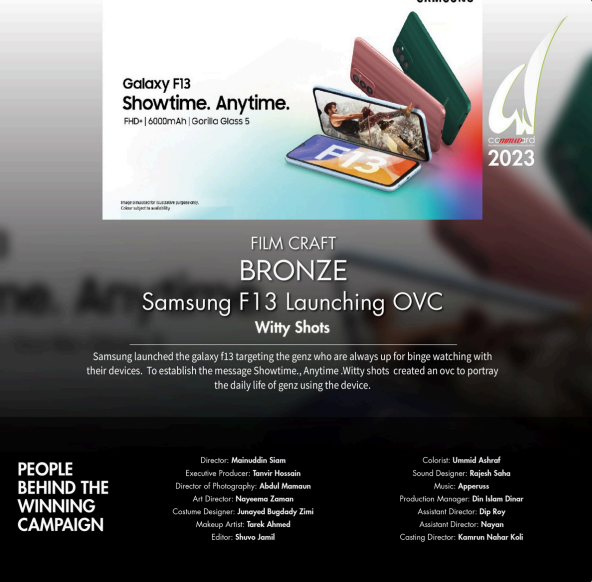 SAMSUNG
Galaxy F13
Showtime. Anytime.
FHD+ | 6000mAh | Gorilla Glass 5
F13
Image simulated for illustrative purpose only.
Colour subject to availability.
commward
2023
FILM CRAFT
BRONZE
Samsung F13 Launching OVC
Witty Shots
Samsung launched the galaxy f13 targeting the genz who are always up for binge watching with
their devices. To establish the message Showtime., Anytime .Witty shots created an ovc to portray
the daily life of genz using the device.
PEOPLE
BEHIND THE
WINNING
CAMPAIGN
Director: Mainuddin Siam
Executive Producer: Tanvir Hossain
Director of Photography: Abdul Mamaun
Art Director: Nayeema Zaman
Costume Designer: Junayed Bugdady Zimi
Makeup Artist: Tarek Ahmed
Editor: Shuvo Jamil
Colorist: Ummid Ashraf
Sound Designer: Rajesh Saha
Music: Apperuss
Production Manager: Din Islam Dinar
Assistant Director: Dip Roy
Assistant Director: Nayan
Casting Director: Kamrun Nahar Koli